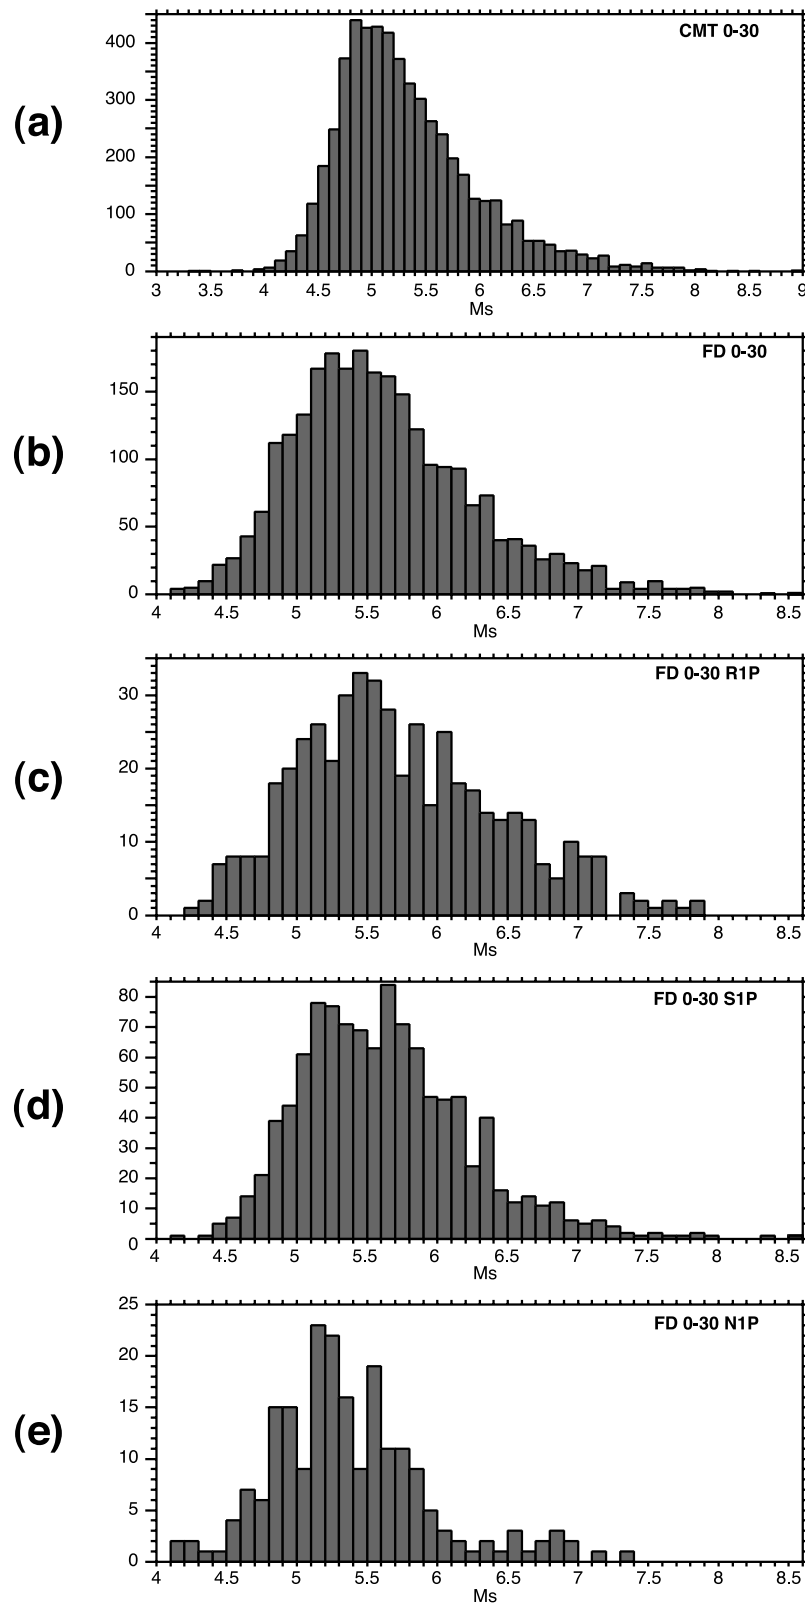 (a)
CMT 0-30
400
300
200
100
0
3 3.5 4 4.5 5 5.5 6 6.5 7 7.5 8 8.5 9
Ms
(b)
FD 0-30
150
100
50
0
4 4.5 5 5.5 6 6.5 7 7.5 8 8.5
Ms
(c)
FD 0-30 R1P
30
20
10
0
4 4.5 5 5.5 6 6.5 7 7.5 8 8.5
Ms
(d)
FD 0-30 S1P
80
70
60
50
40
30
20
10
0
4 4.5 5 5.5 6 6.5 7 7.5 8 8.5
Ms
(e)
FD 0-30 N1P
25
20
15
10
5
0
4 4.5 5 5.5 6 6.5 7 7.5 8 8.5
Ms